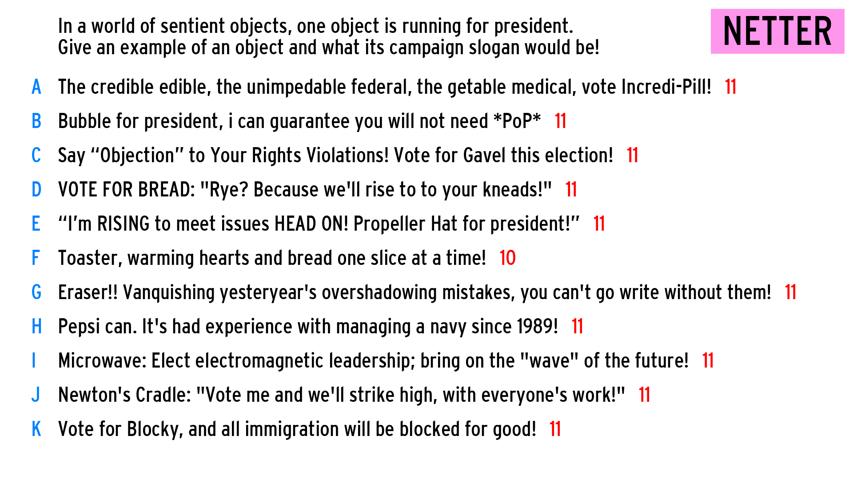 In a world of sentient objects, one object is running for president.
Give an example of an object and what its campaign slogan would be!
NETTER
A The credible edible, the unimpedable federal, the getable medical, vote Incredi-Pill! 11
B Bubble for president, i can guarantee you will not need *PoP* 11
C Say “Objection” to Your Rights Violations! Vote for Gavel this election! 11
D VOTE FOR BREAD: "Rye? Because we'll rise to to your kneads!" 11
E “I’m RISING to meet issues HEAD ON! Propeller Hat for president!” 11
F Toaster, warming hearts and bread one slice at a time! 10
G Eraser!! Vanquishing yesteryear's overshadowing mistakes, you can't go write without them! 11
H Pepsi can. It's had experience with managing a navy since 1989! 11
I Microwave: Elect electromagnetic leadership; bring on the "wave" of the future! 11
J Newton's Cradle: "Vote me and we'll strike high, with everyone's work!" 11
K Vote for Blocky, and all immigration will be blocked for good! 11